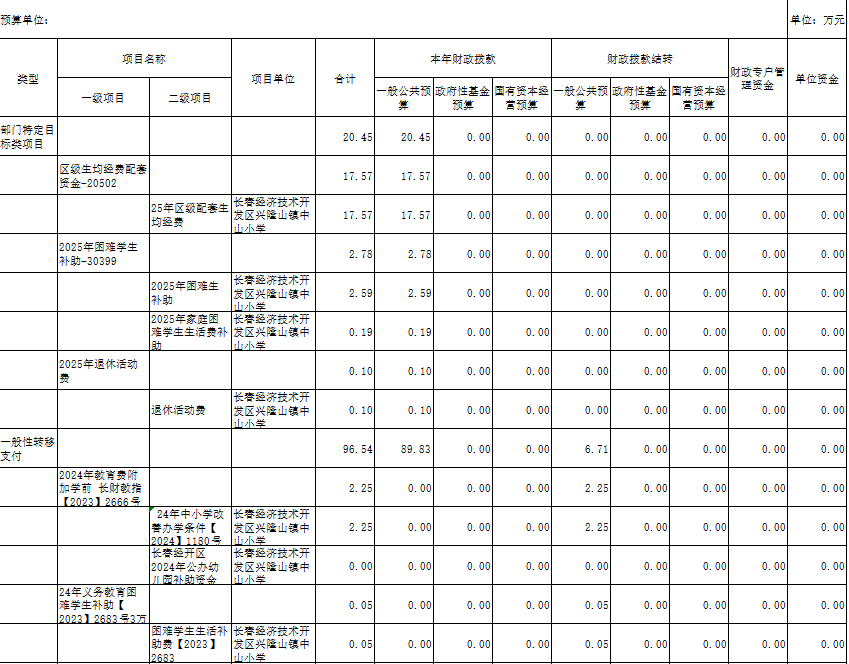 预算单位: 单位: 万元
类型 项目名称 项目单位 合计 本年财政拨款 财政拨款结转 财政专户管理资金 单位资金
一级项目 二级项目 一般公共预算 政府性基金预算 国有资本经营预算 一般公共预算 政府性基金预算 国有资本经营预算
部门特定目标类项目 20.45 20.45 0.00 0.00 0.00 0.00 0.00 0.00 0.00
区级生均经费配套资金-20502 17.57 17.57 0.00 0.00 0.00 0.00 0.00 0.00 0.00
25年区级配套生均经费 长春经济技术开发区兴隆山镇中山小学 17.57 17.57 0.00 0.00 0.00 0.00 0.00 0.00 0.00
2025年困难学生补助-30399 2.78 2.78 0.00 0.00 0.00 0.00 0.00 0.00 0.00
2025年困难生补助 长春经济技术开发区兴隆山镇中山小学 2.59 2.59 0.00 0.00 0.00 0.00 0.00 0.00 0.00
2025年家庭困难学生生活费补助 长春经济技术开发区兴隆山镇中山小学 0.19 0.19 0.00 0.00 0.00 0.00 0.00 0.00 0.00
2025年退休活动费 0.10 0.10 0.00 0.00 0.00 0.00 0.00 0.00 0.00
退休活动费 长春经济技术开发区兴隆山镇中山小学 0.10 0.10 0.00 0.00 0.00 0.00 0.00 0.00 0.00
一般性转移支付 96.54 89.83 0.00 0.00 6.71 0.00 0.00 0.00 0.00
2024年教育费附加学前 长财教指【2023】2666号 2.25 0.00 0.00 0.00 2.25 0.00 0.00 0.00 0.00
24年中小学改善办学条件【2024】1180号 长春经济技术开发区兴隆山镇中山小学 2.25 0.00 0.00 0.00 2.25 0.00 0.00 0.00 0.00
长春经开区2024年公办幼儿园补助资金 长春经济技术开发区兴隆山镇中山小学 0.00 0.00 0.00 0.00 0.00 0.00 0.00 0.00 0.00
24年义务教育困难学生补助【2023】2683号3万 0.05 0.00 0.00 0.00 0.05 0.00 0.00 0.00 0.00
困难学生生活补助费【2023】2683 长春经济技术开发区兴隆山镇中山小学 0.05 0.00 0.00 0.00 0.05 0.00 0.00 0.00 0.00